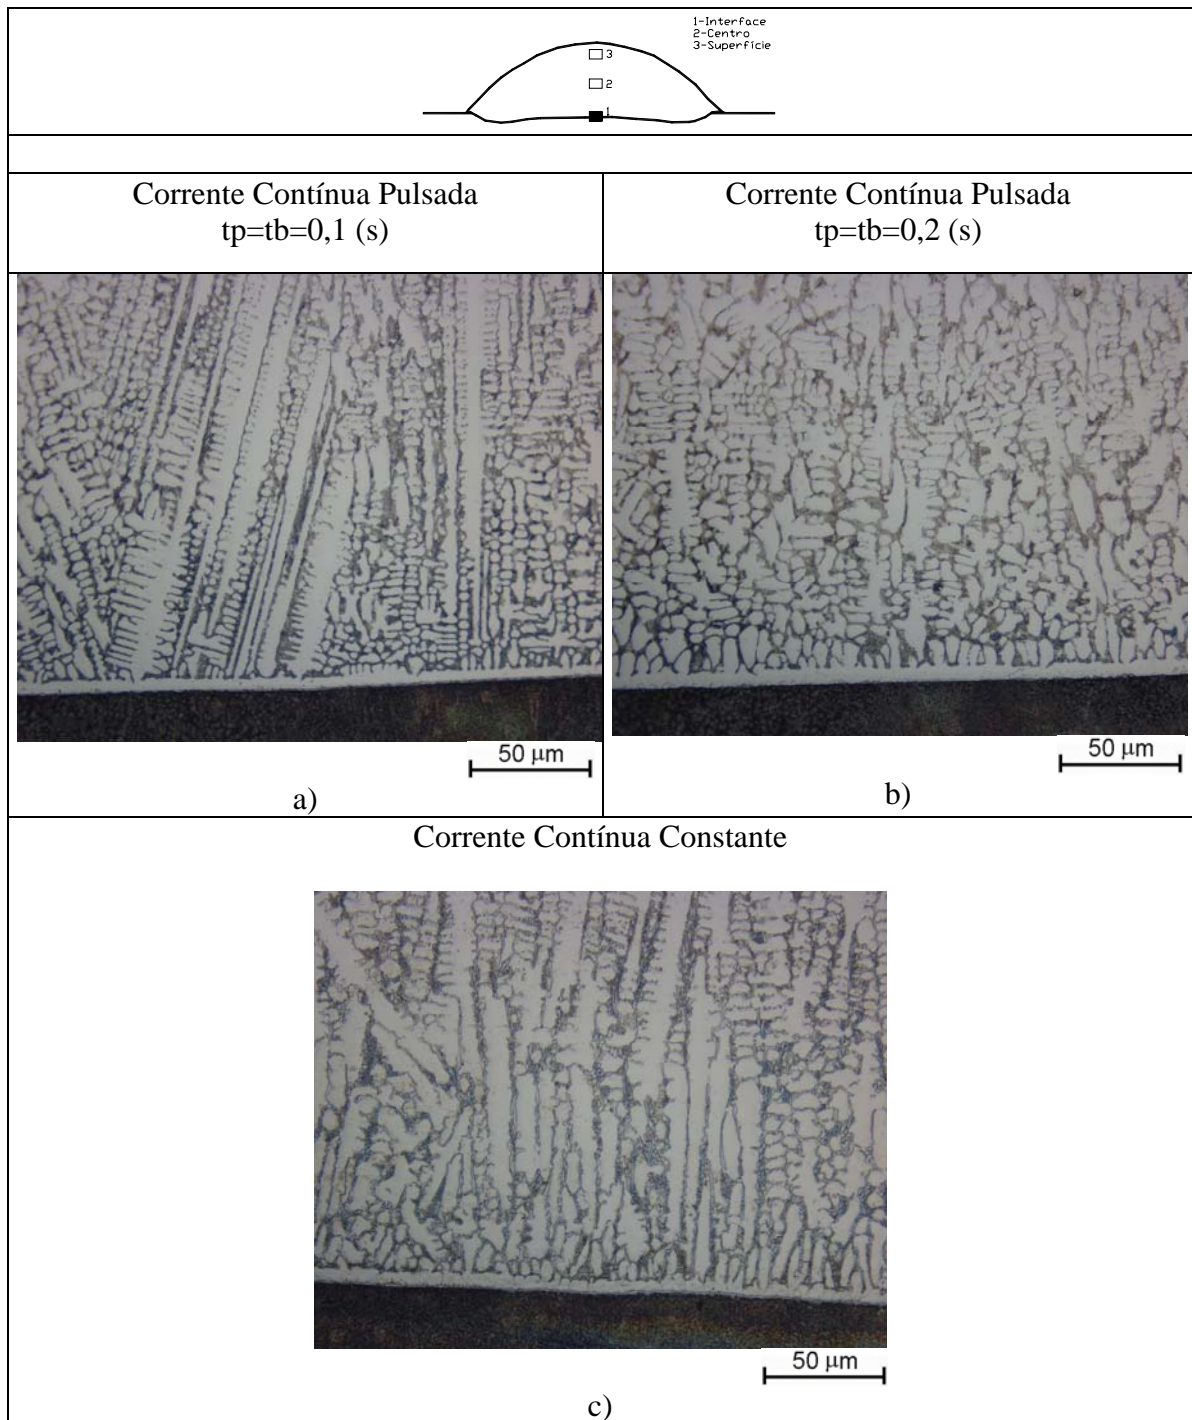 1-Interface
2-Centro
3-Superfície
3
2
1
Corrente Contínua Pulsada
tp=tb=0,1 (s)
Corrente Contínua Pulsada
tp=tb=0,2 (s)
50 μm
a)
50 μm
b)
Corrente Contínua Constante
50 μm
c)